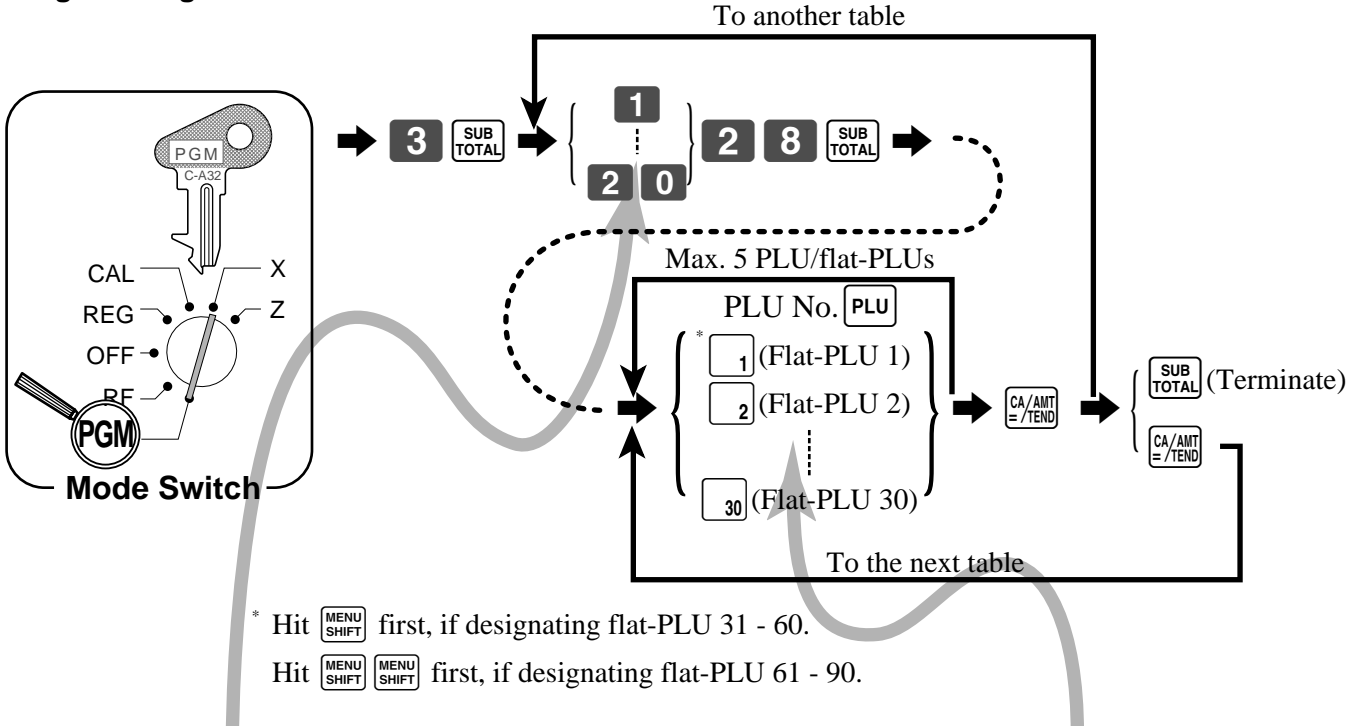 To another table
PGM
C-A32
CAL
X
REG
Z
OFF
RF
PGM
Mode Switch
3 SUB TOTAL 1 2 0 2 8 SUB TOTAL
Max. 5 PLU/flat-PLUs
PLU No. PLU
* 1 (Flat-PLU 1)
2 (Flat-PLU 2)
30 (Flat-PLU 30)
CA/AMT = /TEND
SUB TOTAL (Terminate)
CA/AMT = /TEND
To the next table
* Hit MENU SHIFT first, if designating flat-PLU 31 - 60.
Hit MENU SHIFT MENU SHIFT first, if designating flat-PLU 61 - 90.